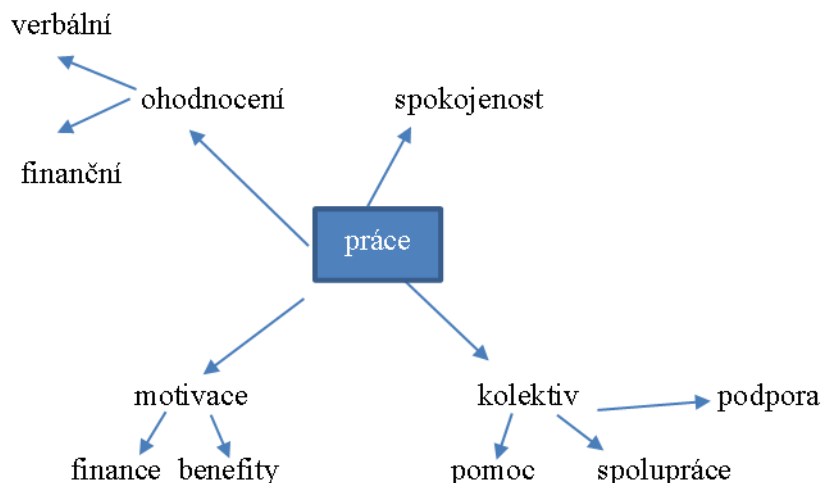 verbální
ohodnocení
spokojenost
finanční
práce
motivace
kolektiv
podpora
finance
benefity
pomoc
spolupráce